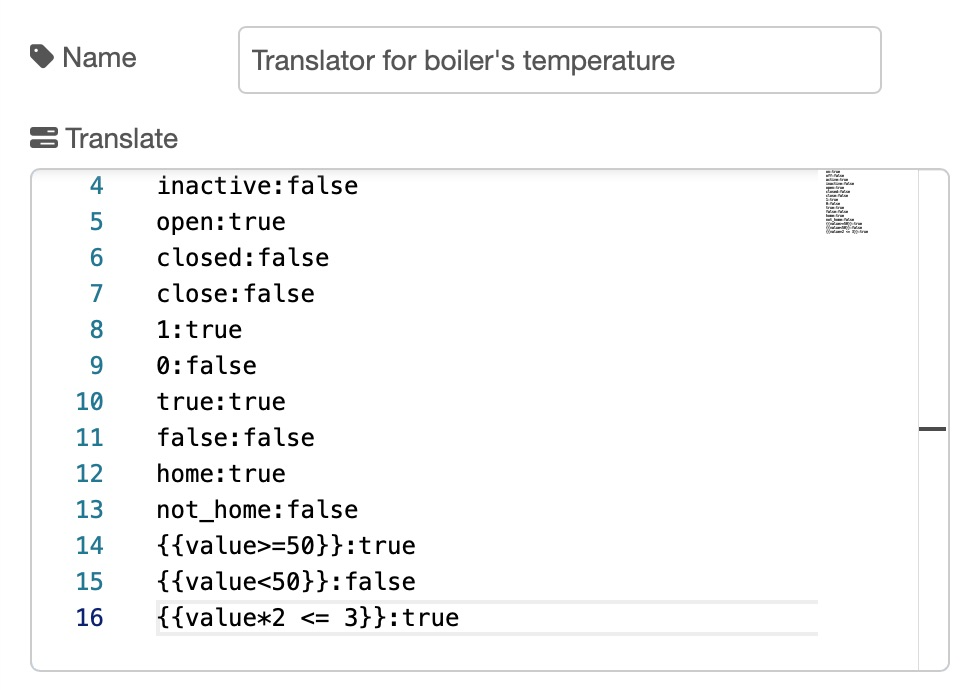 Name
Translator for boiler's temperature
Translate
4 inactive:false
5 open:true
6 closed:false
7 close:false
8 1:true
9 0:false
10 true:true
11 false:false
12 home:true
13 not_home:false
14 {{value>=50}}:true
15 {{value<50}}:false
16 {{value*2 <= 3}}:true